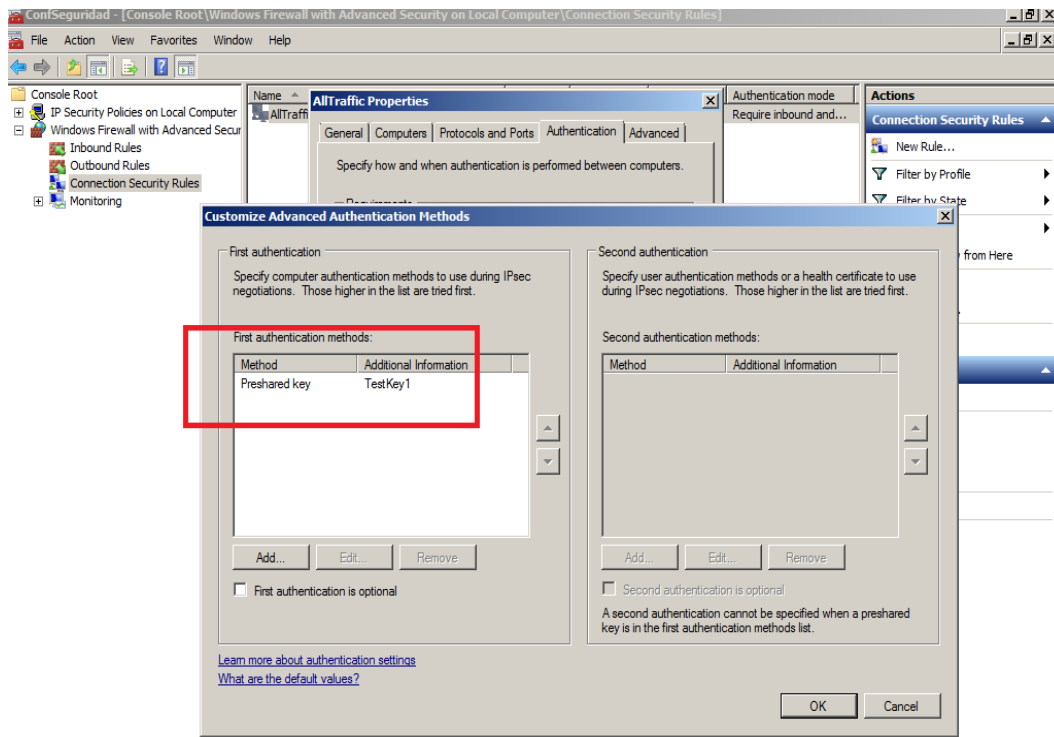 ConfSeguridad - [Console Root\Windows Firewall with Advanced Security on Local Computer\Connection Security Rules]
File Action View Favorites Window Help
Console Root
IP Security Policies on Local Computer
Windows Firewall with Advanced Secur
Inbound Rules
Outbound Rules
Connection Security Rules
Monitoring
Name
AllTraffi
Authentication mode
Require inbound and...
Actions
Connection Security Rules
New Rule...
Filter by Profile
Filter by State
from Here
AllTraffic Properties
General Computers Protocols and Ports Authentication Advanced
Specify how and when authentication is performed between computers.
Requirements
Customize Advanced Authentication Methods
First authentication
Specify computer authentication methods to use during IPsec
negotiations. Those higher in the list are tried first.
First authentication methods:
Method Additional Information
Preshared key TestKey1
Add... Edit... Remove
First authentication is optional
Second authentication
Specify user authentication methods or a health certificate to use
during IPsec negotiations. Those higher in the list are tried first.
Second authentication methods:
Method Additional Information
Add... Edit... Remove
Second authentication is optional
A second authentication cannot be specified when a preshared
key is in the first authentication methods list.
Learn more about authentication settings
What are the default values?
OK Cancel